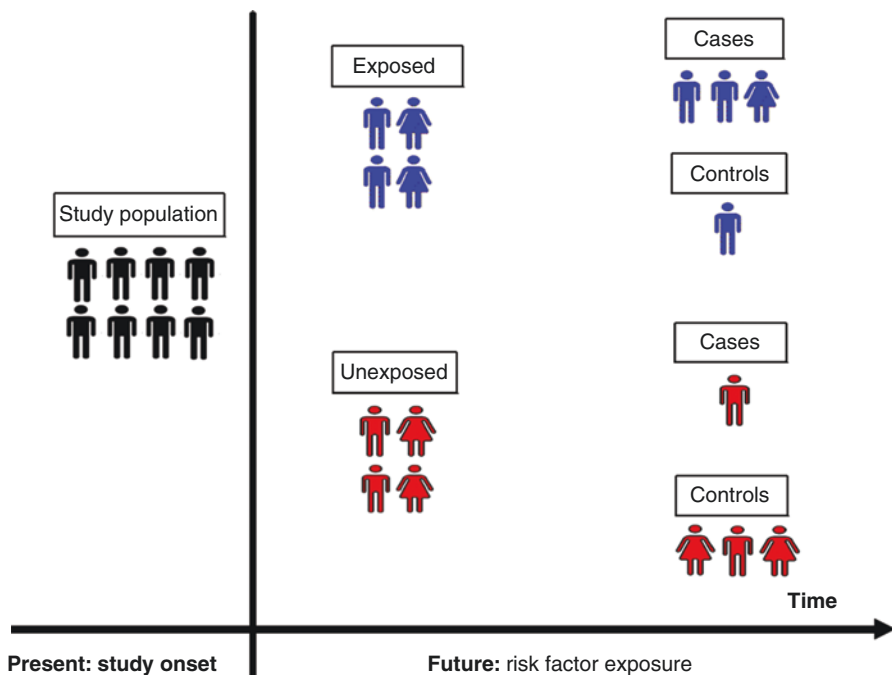 Study population
Exposed
Cases
Controls
Unexposed
Cases
Controls
Time
Present: study onset
Future: risk factor exposure